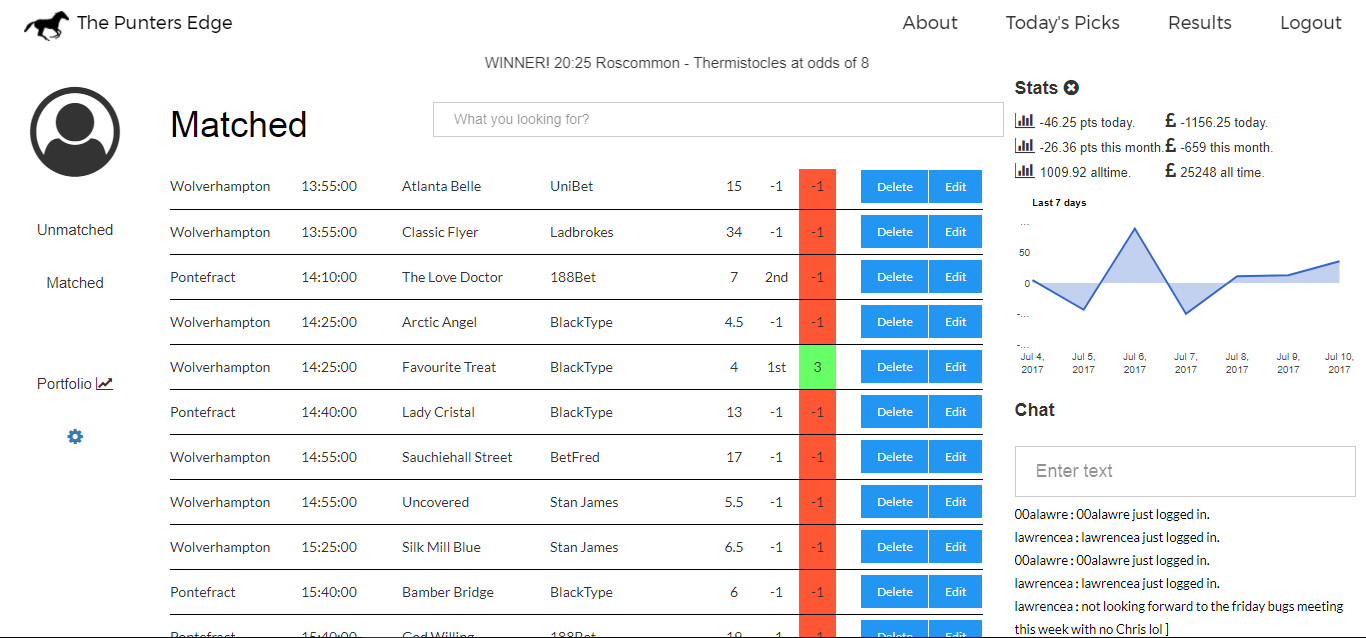 The Punters Edge
About Today's Picks Results Logout
WINNER! 20:25 Roscommon - Thermistocles at odds of 8
Unmatched
Matched
Portfolio
Matched
What you looking for?
Wolverhampton 13:55:00 Atlanta Belle UniBet 15 -1 -1 Delete Edit
Wolverhampton 13:55:00 Classic Flyer Ladbrokes 34 -1 -1 Delete Edit
Pontefract 14:10:00 The Love Doctor 188Bet 7 2nd -1 Delete Edit
Wolverhampton 14:25:00 Arctic Angel BlackType 4.5 -1 -1 Delete Edit
Wolverhampton 14:25:00 Favourite Treat BlackType 4 1st 3 Delete Edit
Pontefract 14:40:00 Lady Cristal BlackType 13 -1 -1 Delete Edit
Wolverhampton 14:55:00 Sauchiehall Street BetFred 17 -1 -1 Delete Edit
Wolverhampton 14:55:00 Uncovered Stan James 5.5 -1 -1 Delete Edit
Wolverhampton 15:25:00 Silk Mill Blue Stan James 6.5 -1 -1 Delete Edit
Pontefract 15:40:00 Bamber Bridge BlackType 6 -1 -1 Delete Edit
Pontefract 15:40:00 God Willing 188Bet 19 -1 -1 Delete Edit
Stats
-46.25 pts today. £ -1156.25 today.
-26.36 pts this month. £ -659 this month.
1009.92 alltime. £ 25248 all time.
Last 7 days
...
50
0
-...
-...
Jul 4, 2017 Jul 5, 2017 Jul 6, 2017 Jul 7, 2017 Jul 8, 2017 Jul 9, 2017 Jul 10, 2017
Chat
Enter text
00alawre : 00alawre just logged in.
lawrencea : lawrencea just logged in.
00alawre : 00alawre just logged in.
lawrencea : lawrencea just logged in.
lawrencea : not looking forward to the friday bugs meeting
this week with no Chris lol ]